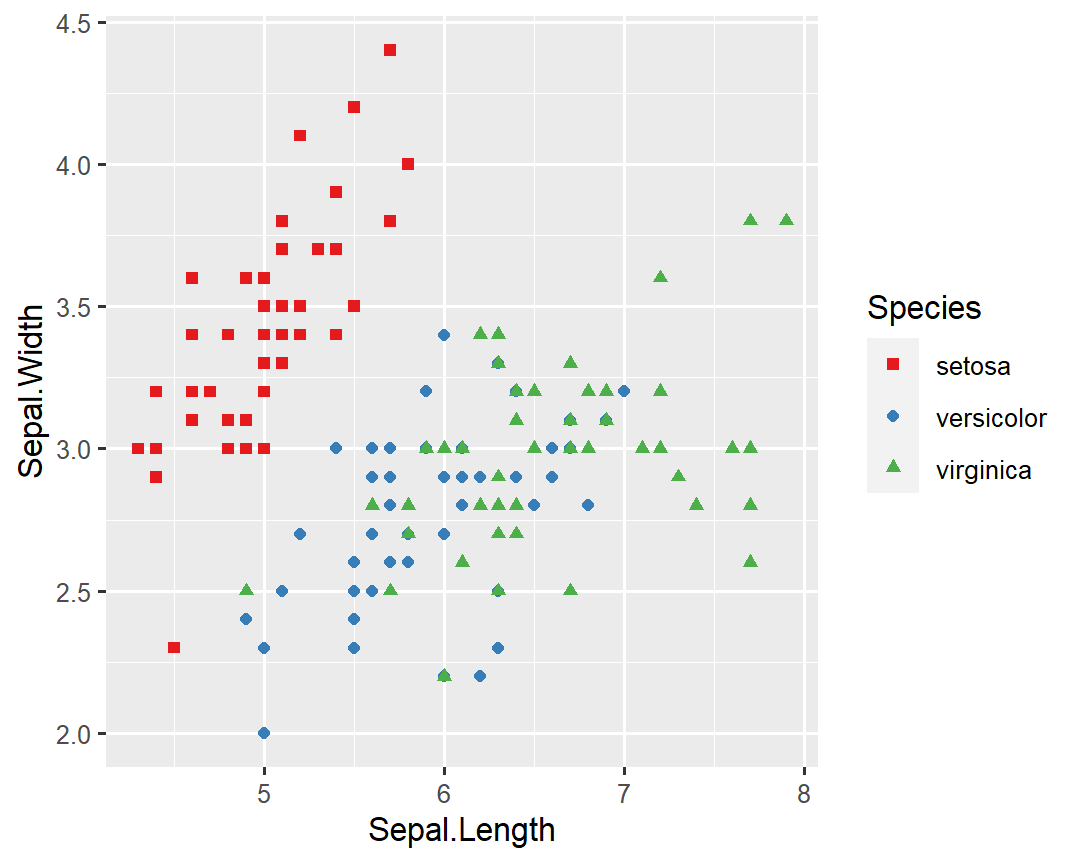 4.5
4.0
3.5
3.0
2.5
2.0
Sepal.Width
5 6 7 8
Sepal.Length
Species
setosa
versicolor
virginica